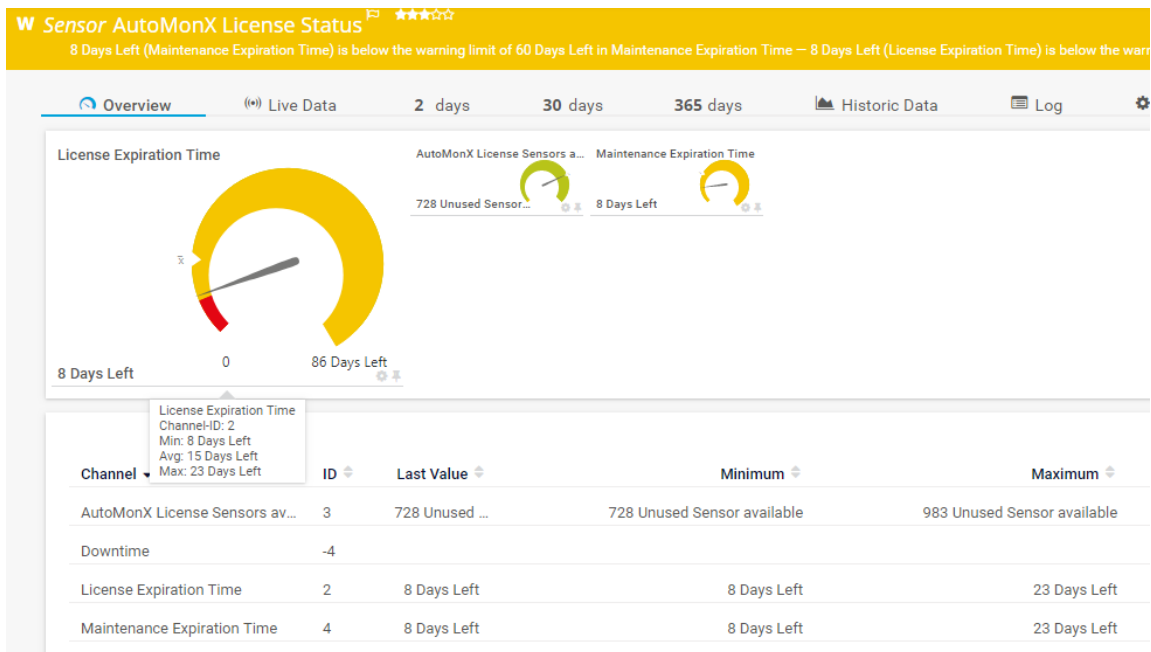 W Sensor AutoMonX License Status
8 Days Left (Maintenance Expiration Time) is below the warning limit of 60 Days Left in Maintenance Expiration Time — 8 Days Left (License Expiration Time) is below the warr
Overview Live Data 2 days 30 days 365 days Historic Data Log
License Expiration Time
AutoMonX License Sensors a... Maintenance Expiration Time
728 Unused Sensor... 8 Days Left
x̄
0 86 Days Left
8 Days Left
License Expiration Time
Channel-ID: 2
Min: 8 Days Left
Avg: 15 Days Left
Max: 23 Days Left
Channel ID Last Value Minimum Maximum
AutoMonX License Sensors av... 3 728 Unused ... 728 Unused Sensor available 983 Unused Sensor available
Downtime -4
License Expiration Time 2 8 Days Left 8 Days Left 23 Days Left
Maintenance Expiration Time 4 8 Days Left 8 Days Left 23 Days Left